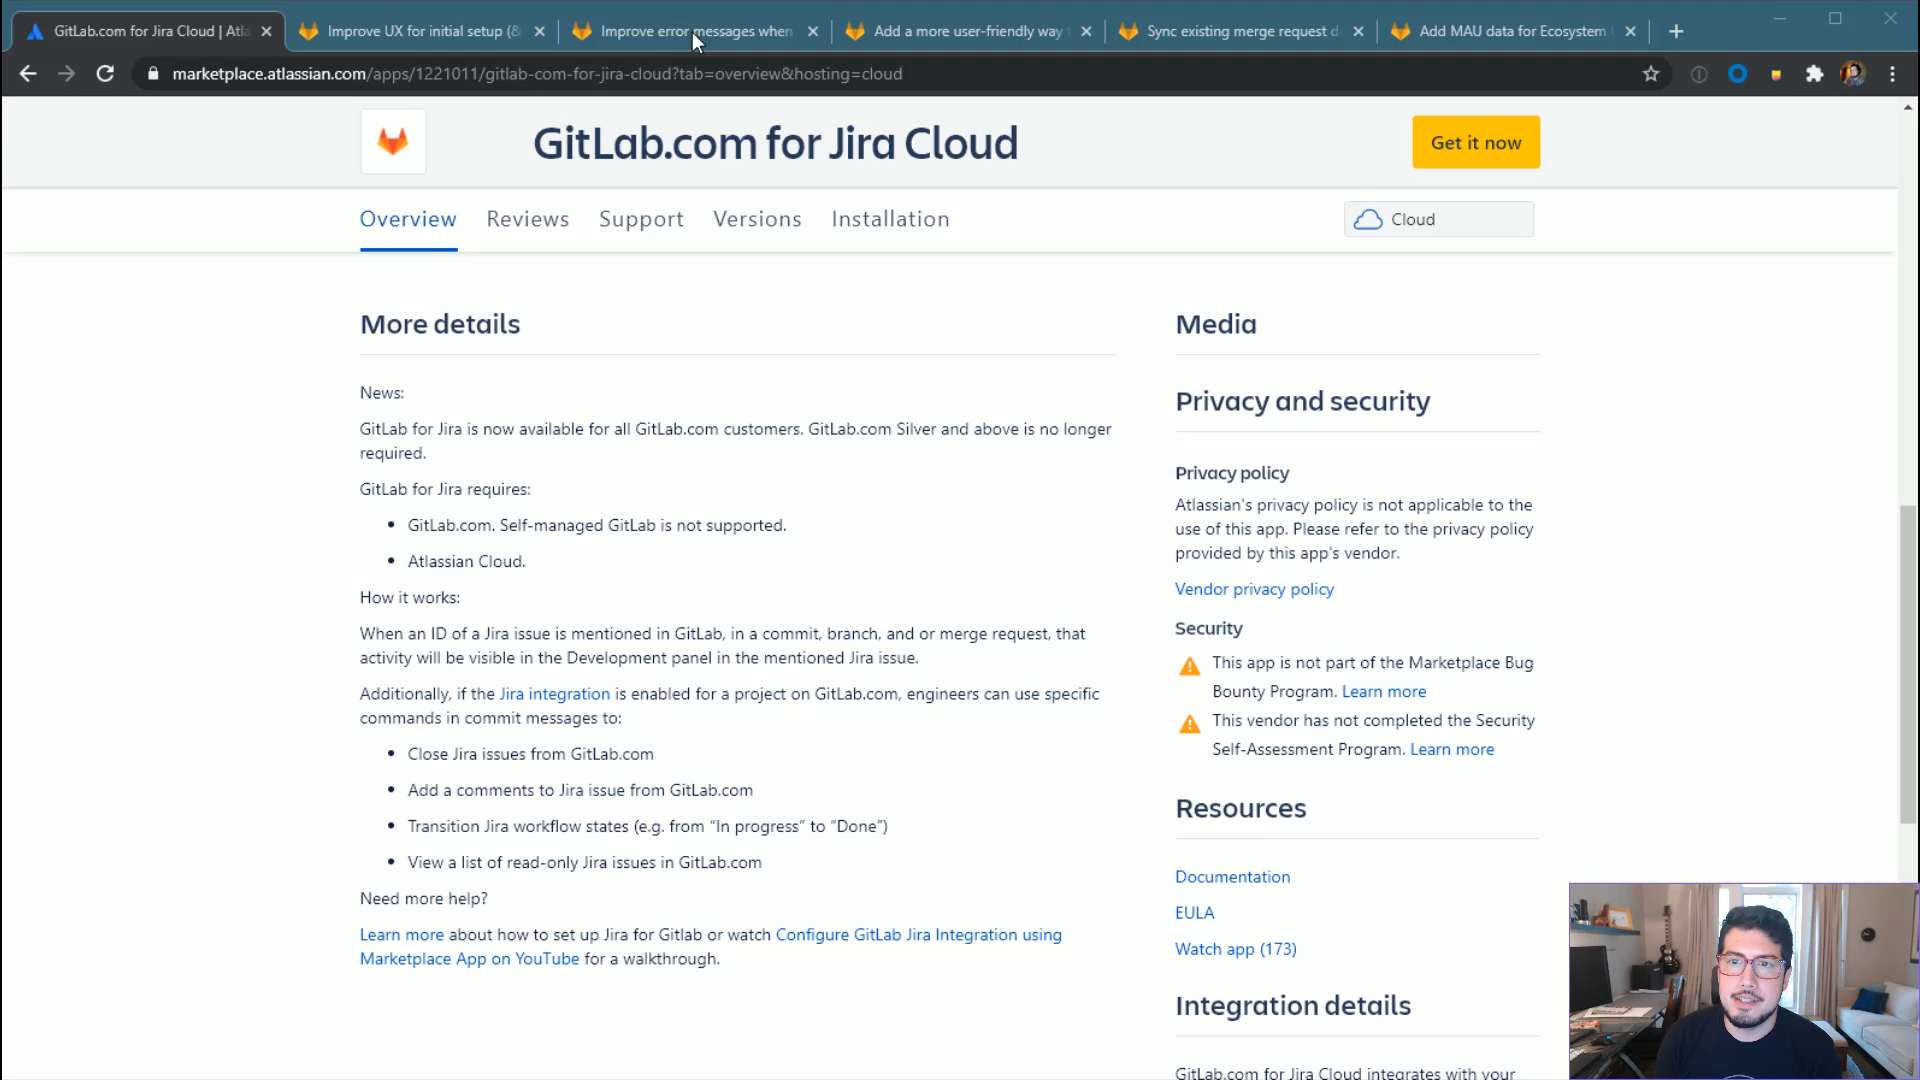 GitLab.com for Jira Cloud | Atla
Improve UX for initial setup (&
Improve error messages when
Add a more user-friendly way t
Sync existing merge request d
Add MAU data for Ecosystem
marketplace.atlassian.com/apps/1221011/gitlab-com-for-jira-cloud?tab=overview&hosting=cloud
GitLab.com for Jira Cloud
Get it now
Overview
Reviews
Support
Versions
Installation
Cloud
More details
News:
GitLab for Jira is now available for all GitLab.com customers. GitLab.com Silver and above is no longer
required.
GitLab for Jira requires:
• GitLab.com. Self-managed GitLab is not supported.
• Atlassian Cloud.
How it works:
When an ID of a Jira issue is mentioned in GitLab, in a commit, branch, and or merge request, that
activity will be visible in the Development panel in the mentioned Jira issue.
Additionally, if the Jira integration is enabled for a project on GitLab.com, engineers can use specific
commands in commit messages to:
• Close Jira issues from GitLab.com
• Add a comments to Jira issue from GitLab.com
• Transition Jira workflow states (e.g. from “In progress” to “Done”)
• View a list of read-only Jira issues in GitLab.com
Need more help?
Learn more about how to set up Jira for Gitlab or watch Configure GitLab Jira Integration using
Marketplace App on YouTube for a walkthrough.
Media
Privacy and security
Privacy policy
Atlassian's privacy policy is not applicable to the
use of this app. Please refer to the privacy policy
provided by this app's vendor.
Vendor privacy policy
Security
This app is not part of the Marketplace Bug
Bounty Program. Learn more
This vendor has not completed the Security
Self-Assessment Program. Learn more
Resources
Documentation
EULA
Watch app (173)
Integration details
GitLab.com for Jira Cloud integrates with your